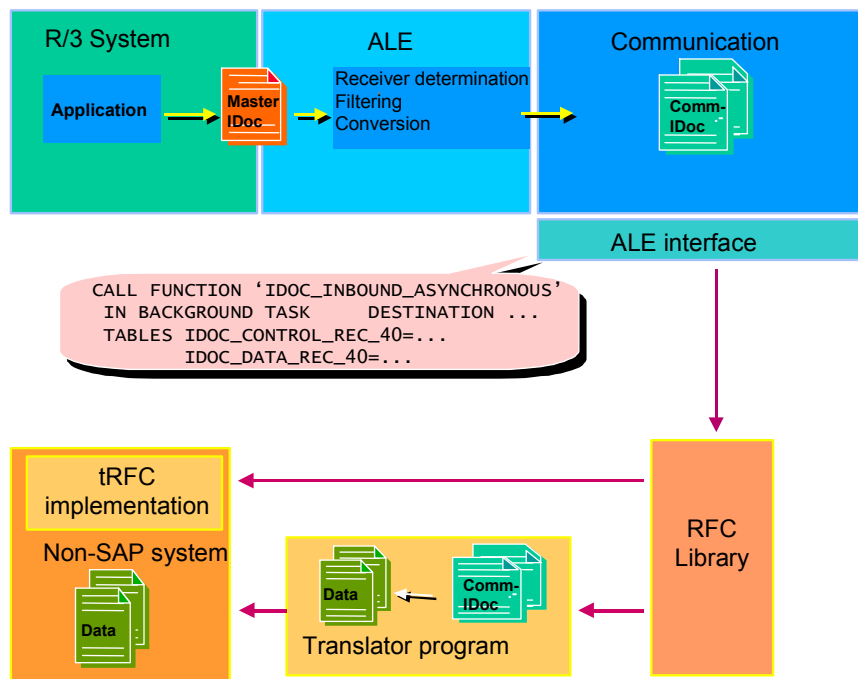 R/3 System
ALE
Communication
Application
Master
IDoc
Receiver determination
Filtering
Conversion
Comm-
IDoc
ALE interface
CALL FUNCTION ‘IDOC_INBOUND_ASYNCHRONOUS’
IN BACKGROUND TASK DESTINATION ...
TABLES IDOC_CONTROL_REC_40=...
IDOC_DATA_REC_40=...
tRFC
implementation
Non-SAP system
Data
Data
Comm-
IDoc
Translator program
RFC
Library